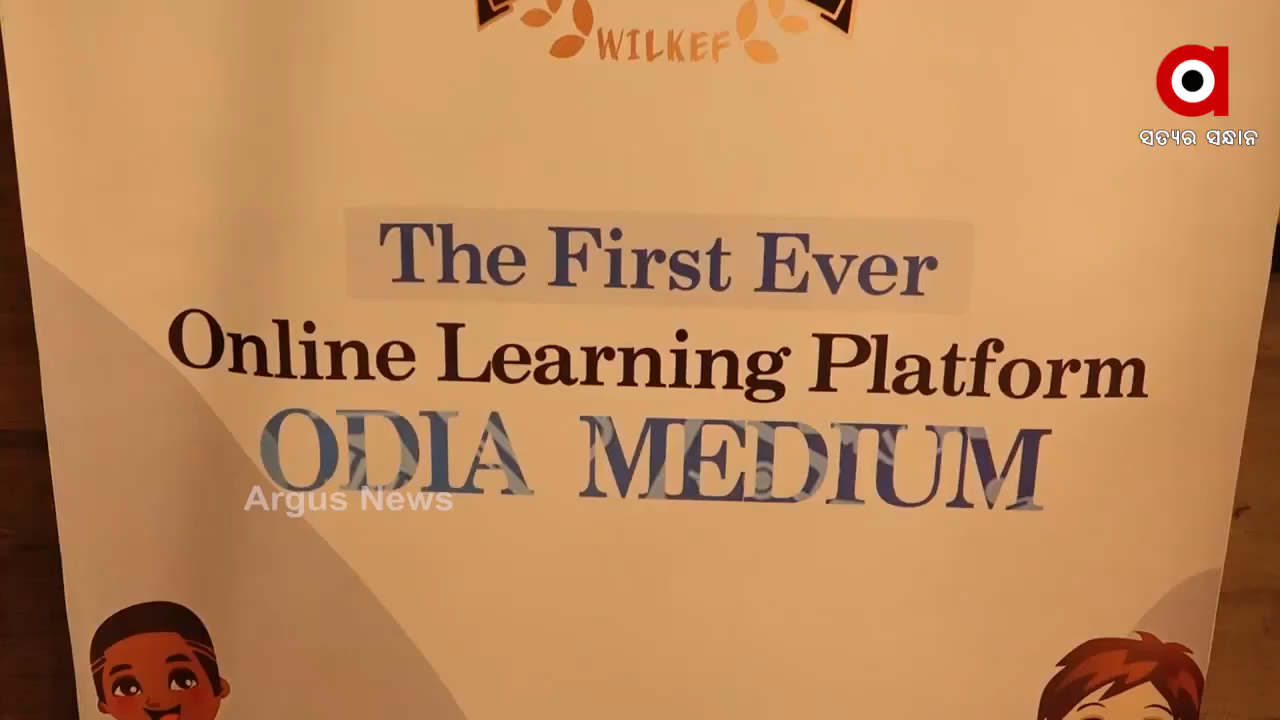 WILKEF
ସତ୍ୟର ସନ୍ଧାନ
The First Ever
Online Learning Platform
ODIA MEDIUM
Argus News